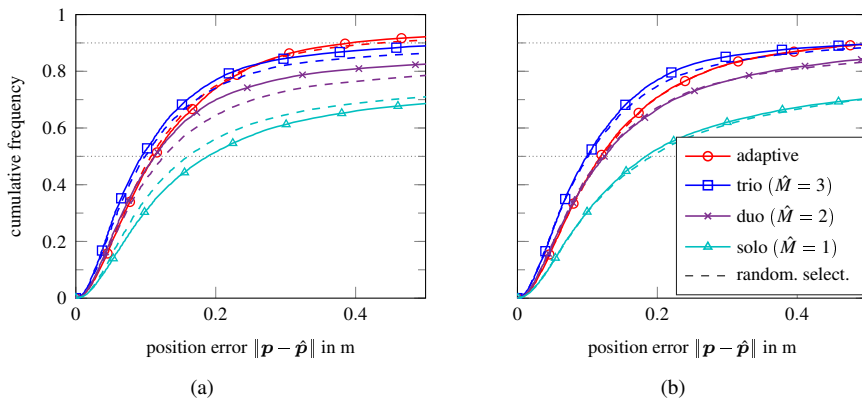 cumulative frequency
1
0.8
0.6
0.4
0.2
0
0
0.2
0.4
position error ‖p − p̂‖ in m
(a)
0
0.2
0.4
position error ‖p − p̂‖ in m
(b)
adaptive
trio (M̂ = 3)
duo (M̂ = 2)
solo (M̂ = 1)
random. select.